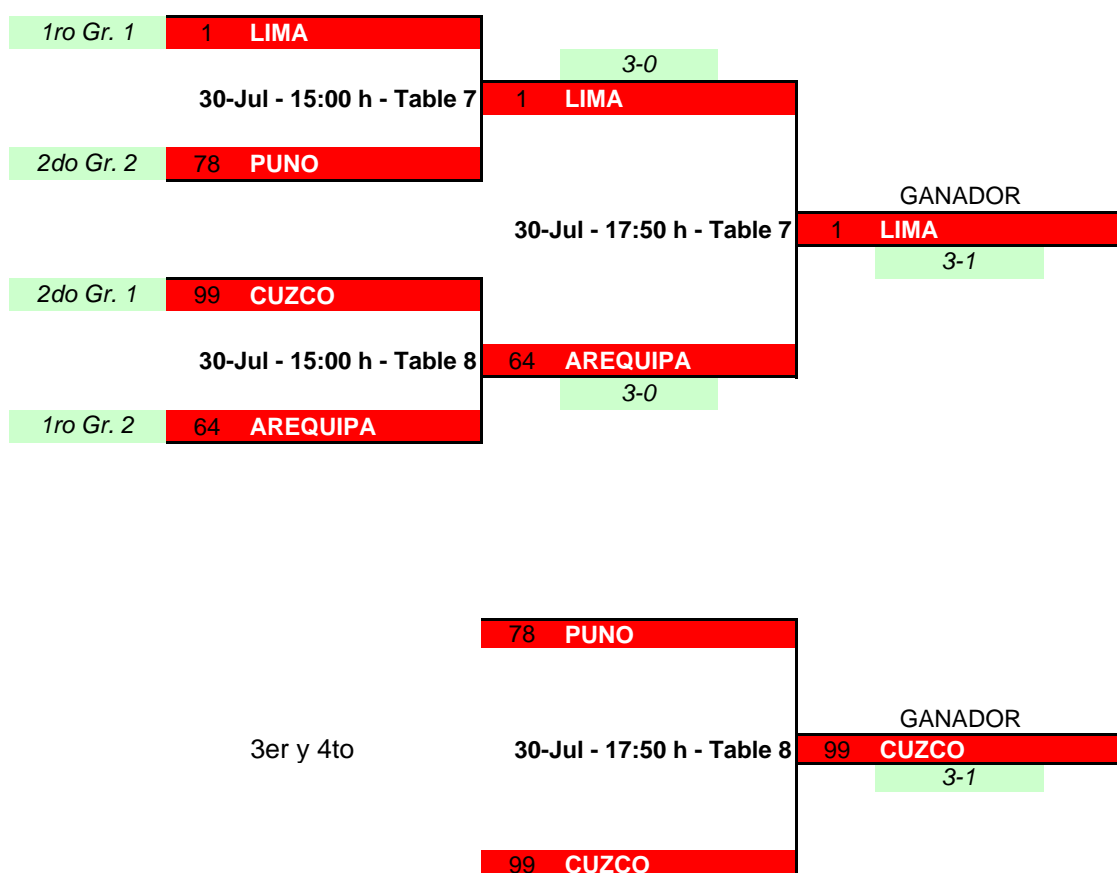 1ro Gr. 1 1 LIMA
3-0
30-Jul - 15:00 h - Table 7 1 LIMA
2do Gr. 2 78 PUNO
GANADOR
30-Jul - 17:50 h - Table 7 1 LIMA
3-1
2do Gr. 1 99 CUZCO
30-Jul - 15:00 h - Table 8 64 AREQUIPA
3-0
1ro Gr. 2 64 AREQUIPA
78 PUNO
GANADOR
3er y 4to 30-Jul - 17:50 h - Table 8 99 CUZCO
3-1
99 CUZCO